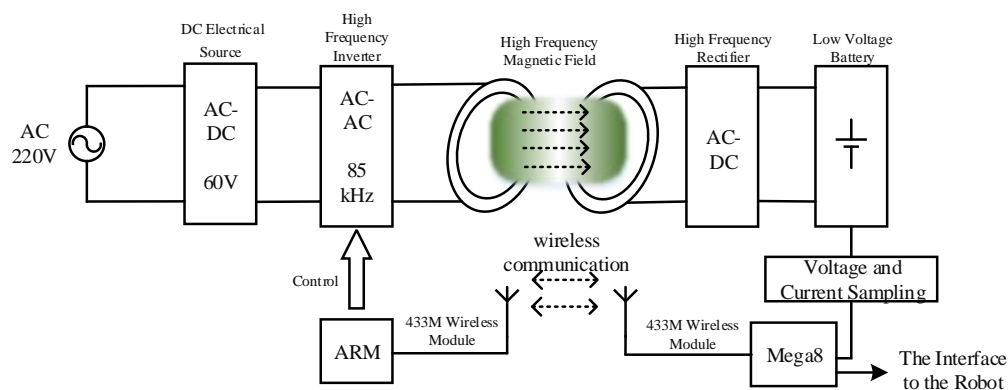 DC Electrical
Source
High
Frequency
Inverter
High Frequency
Magnetic Field
High Frequency
Rectifier
Low Voltage
Battery
AC
220V
AC-
DC
60V
AC-
AC
85
kHz
AC-
DC
Control
wireless
communication
Voltage and
Current Sampling
ARM
433M Wireless
Module
433M Wireless
Module
Mega8
The Interface
to the Robot